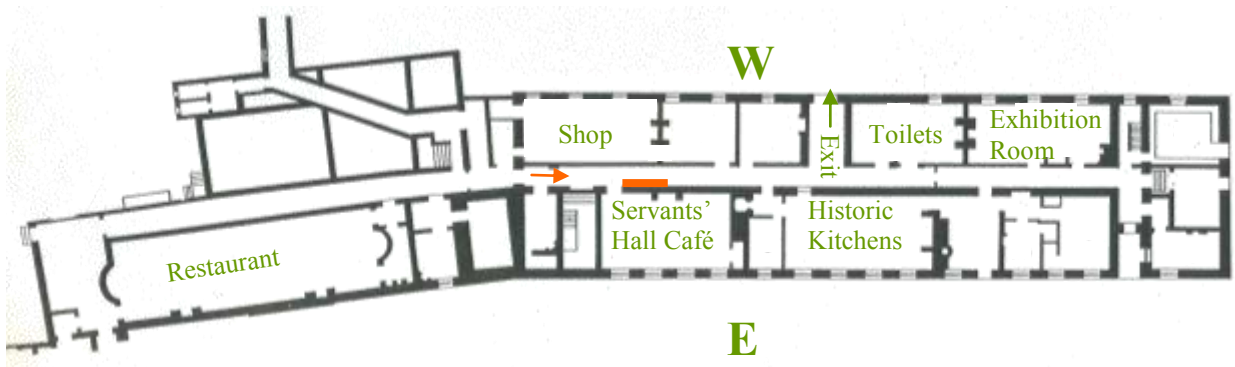 W
Shop
Exit
Toilets
Exhibition
Room
Servants’
Hall Café
Historic
Kitchens
Restaurant
E